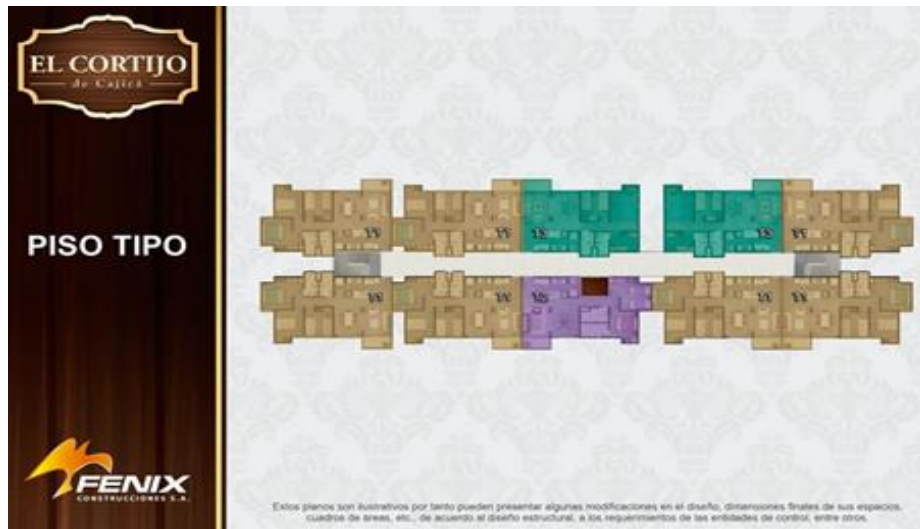 EL CORTIJO
de Cajicá
PISO TIPO
FENIX
CONSTRUCCIONES S.A.
Estos planos son ilustrativos por tanto pueden presentar algunas modificaciones en el diseño, dimensiones finales de sus espacios,
cuadros de áreas, etc., de acuerdo al diseño estructural, a los requerimientos de las entidades de control, entre otros.